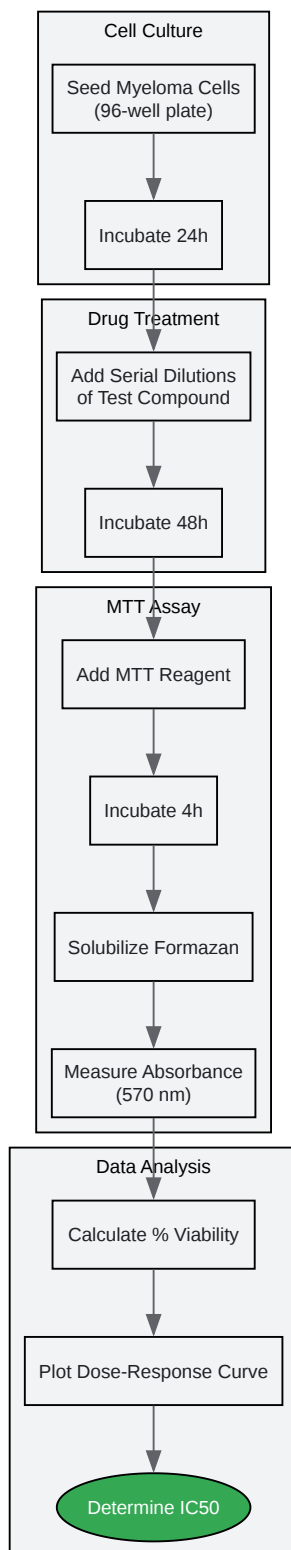 Cell Culture
Seed Myeloma Cells
(96-well plate)
Incubate 24h
Drug Treatment
Add Serial Dilutions
of Test Compound
Incubate 48h
MTT Assay
Add MTT Reagent
Incubate 4h
Solubilize Formazan
Measure Absorbance
(570 nm)
Data Analysis
Calculate % Viability
Plot Dose-Response Curve
Determine IC50